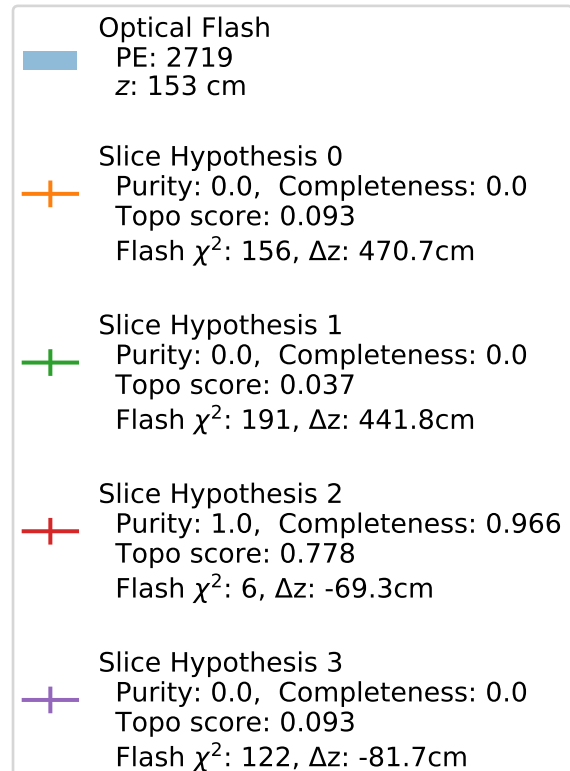 Optical Flash
PE: 2719
z: 153 cm
Slice Hypothesis 0
Purity: 0.0,  Completeness: 0.0
Topo score: 0.093
Flash χ²: 156, Δz: 470.7cm
Slice Hypothesis 1
Purity: 0.0,  Completeness: 0.0
Topo score: 0.037
Flash χ²: 191, Δz: 441.8cm
Slice Hypothesis 2
Purity: 1.0,  Completeness: 0.966
Topo score: 0.778
Flash χ²: 6, Δz: -69.3cm
Slice Hypothesis 3
Purity: 0.0,  Completeness: 0.0
Topo score: 0.093
Flash χ²: 122, Δz: -81.7cm